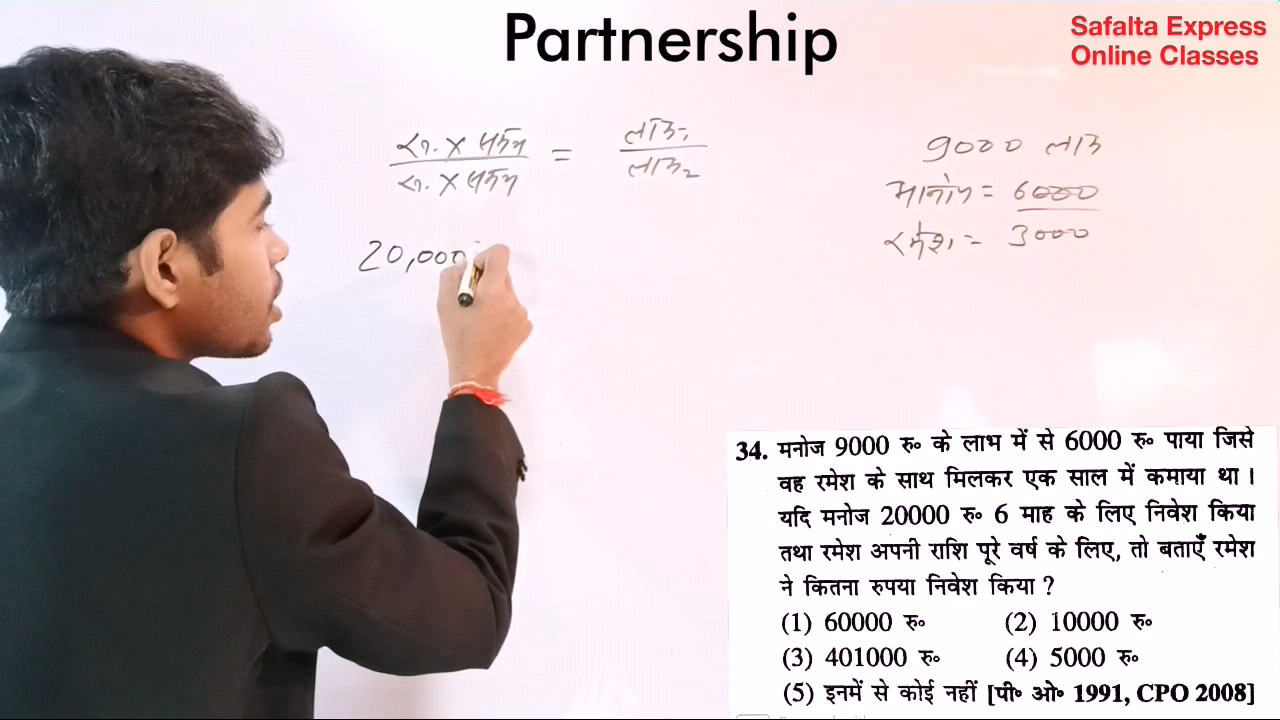 Partnership
Safalta Express
Online Classes
रु. X समय = लाभ₁
रु. X समय लाभ₂
20,000
9000 लाभ
मनोज = 6000
रमेश = 3000
34. मनोज 9000 रु॰ के लाभ में से 6000 रु॰ पाया जिसे
वह रमेश के साथ मिलकर एक साल में कमाया था ।
यदि मनोज 20000 रु॰ 6 माह के लिए निवेश किया
तथा रमेश अपनी राशि पूरे वर्ष के लिए, तो बताएँ रमेश
ने कितना रुपया निवेश किया ?
(1) 60000 रु॰ (2) 10000 रु॰
(3) 401000 रु॰ (4) 5000 रु॰
(5) इनमें से कोई नहीं [पी॰ ओ॰ 1991, CPO 2008]